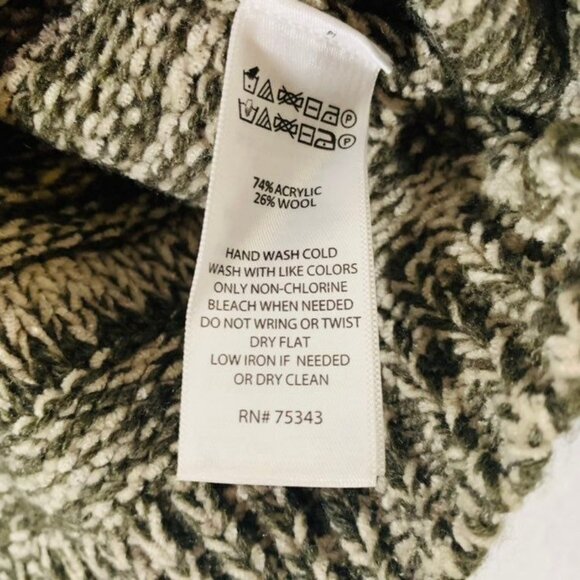 74% ACRYLIC
26% WOOL
HAND WASH COLD
WASH WITH LIKE COLORS
ONLY NON-CHLORINE
BLEACH WHEN NEEDED
DO NOT WRING OR TWIST
DRY FLAT
LOW IRON IF NEEDED
OR DRY CLEAN
RN# 75343